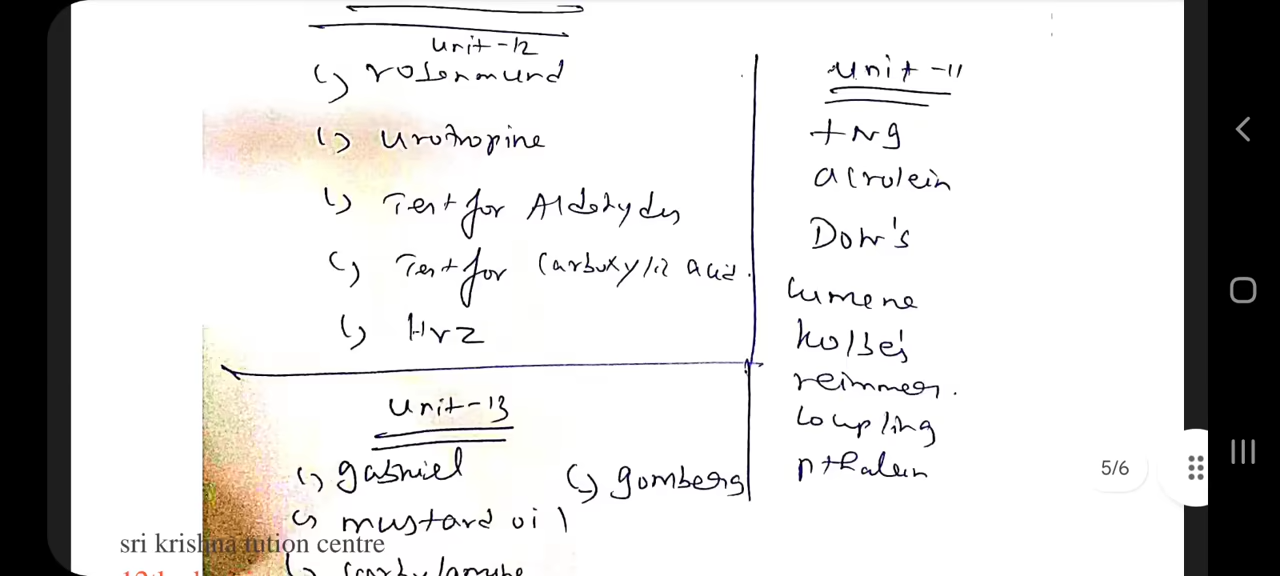 Unit-12
(,) rosenmund
(,) Urotropine
(,) Test for Aldehydes
(,) Test for Carboxylic acid.
(,) HVZ
Unit-11
TNG
acrolein
Dow's
Cumene
Kolbe's
reimmer.
Coupling
pthalein
Unit-13
(,) gabriel
(,) gomberg
(,) mustard oil
sri krishna tution centre
5/6